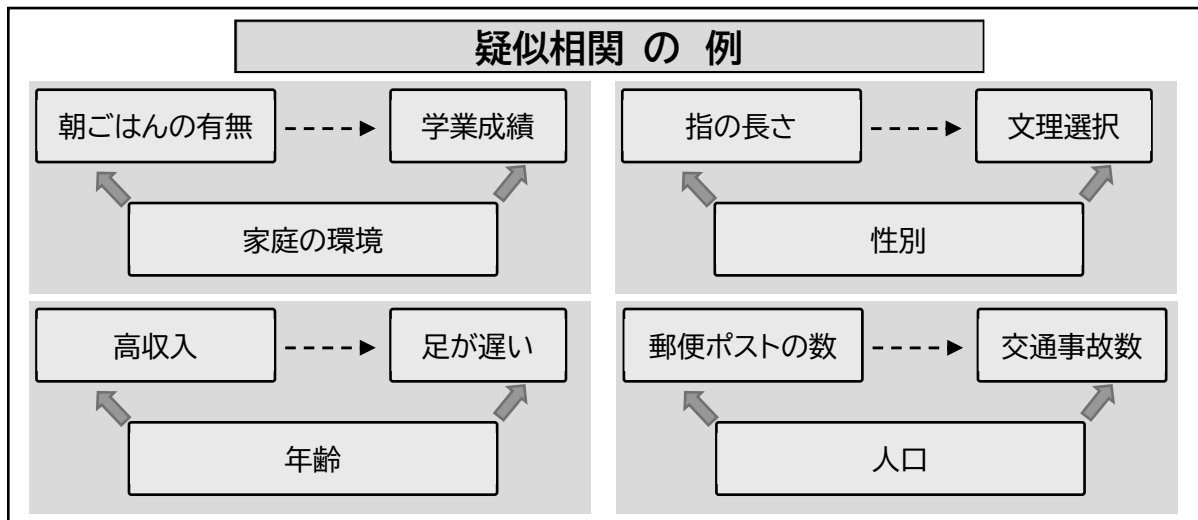 疑似相関 の 例
朝ごはんの有無
学業成績
家庭の環境
指の長さ
文理選択
性別
高収入
足が遅い
年齢
郵便ポストの数
交通事故数
人口